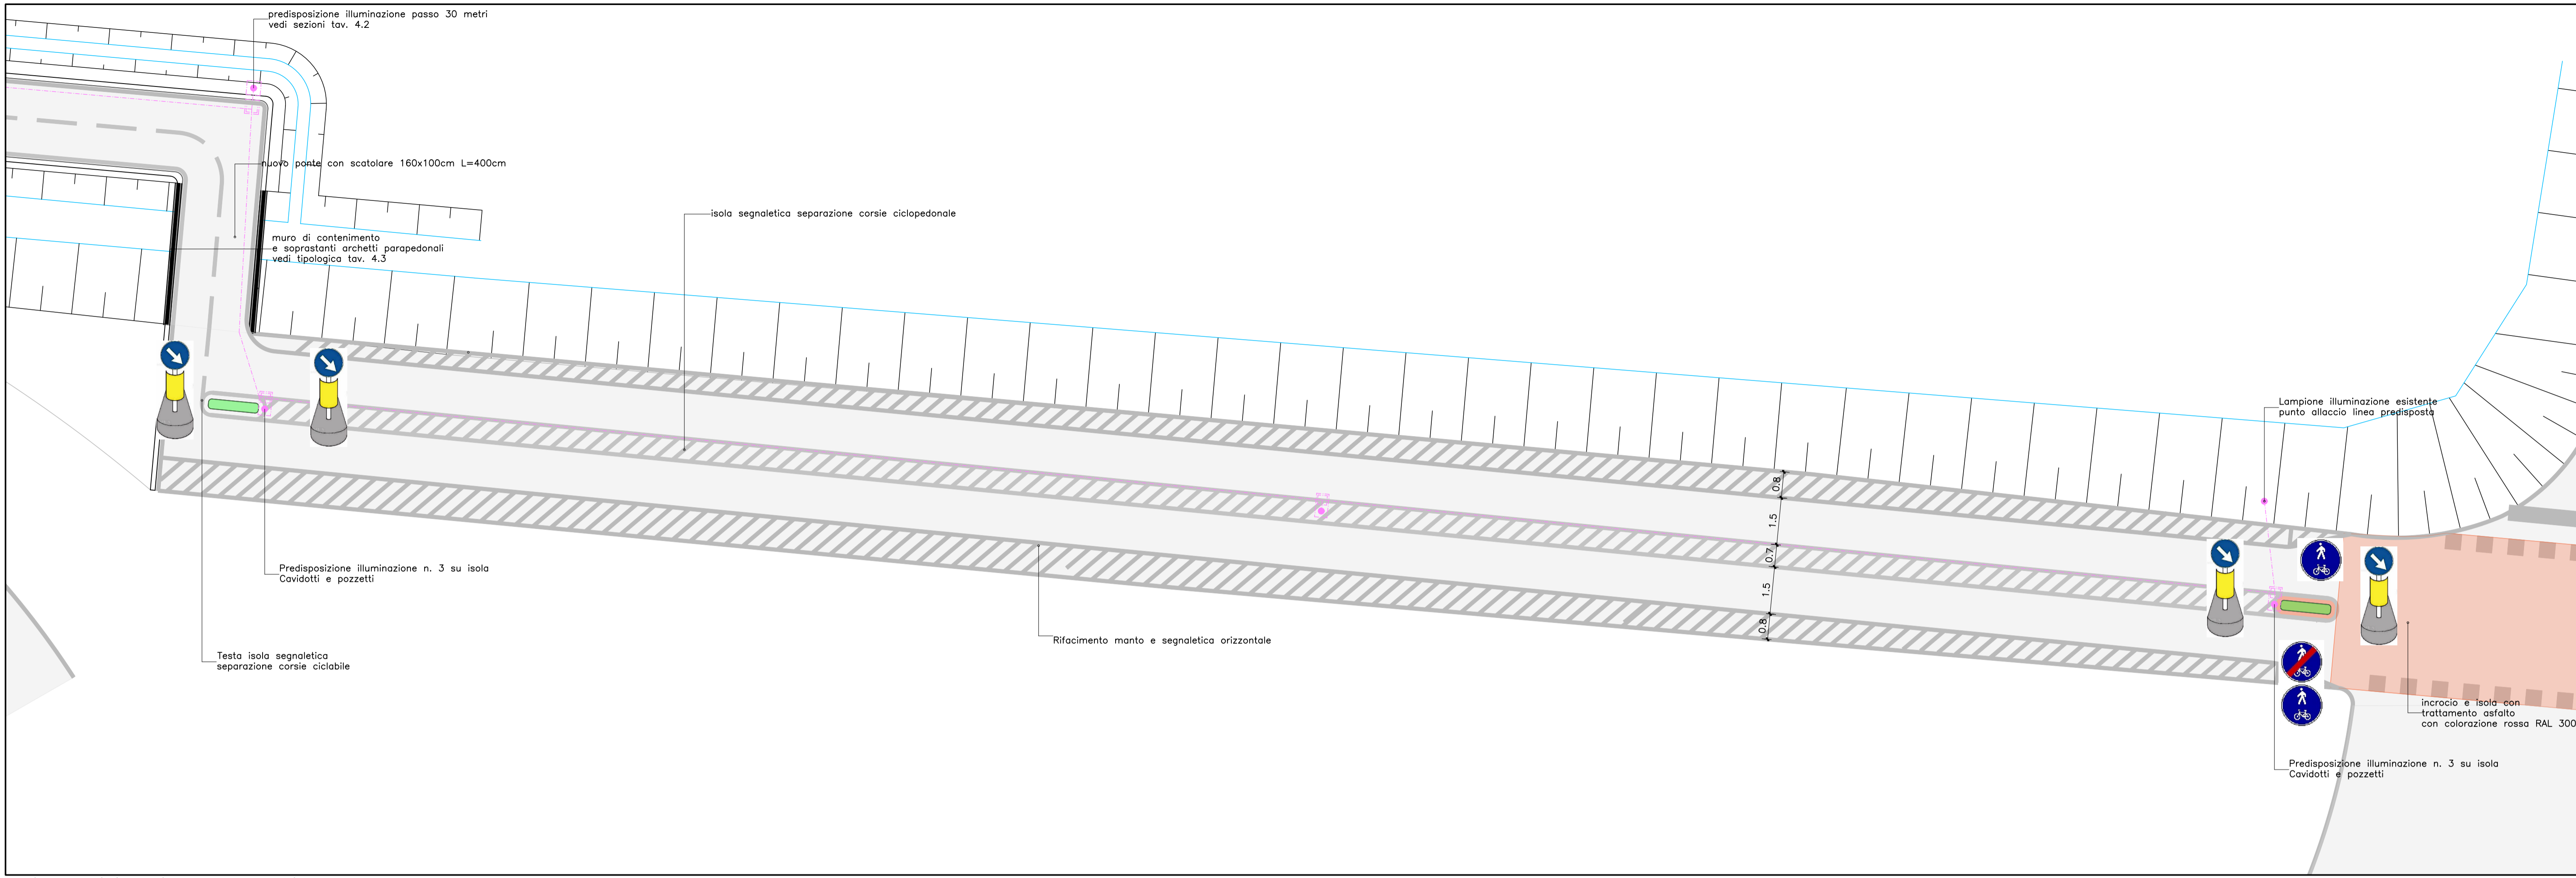 predisposizione illuminazione passo 30 metri
vedi sezioni tav. 4.2
nuovo ponte con scatolare 160x100cm L=400cm
isola segnaletica separazione corsie ciclopedonale
muro di contenimento
e soprastanti archetti parapedonali
vedi tipologica tav. 4.3
Lampione illuminazione esistente
punto allaccio linea predisposta
0.8
1.5
0.7
1.5
0.8
Predisposizione illuminazione n. 3 su isola
Cavidotti e pozzetti
Rifacimento manto e segnaletica orizzontale
Testa isola segnaletica
separazione corsie ciclabile
incrocio e isola con
trattamento asfalto
con colorazione rossa RAL 300
Predisposizione illuminazione n. 3 su isola
Cavidotti e pozzetti